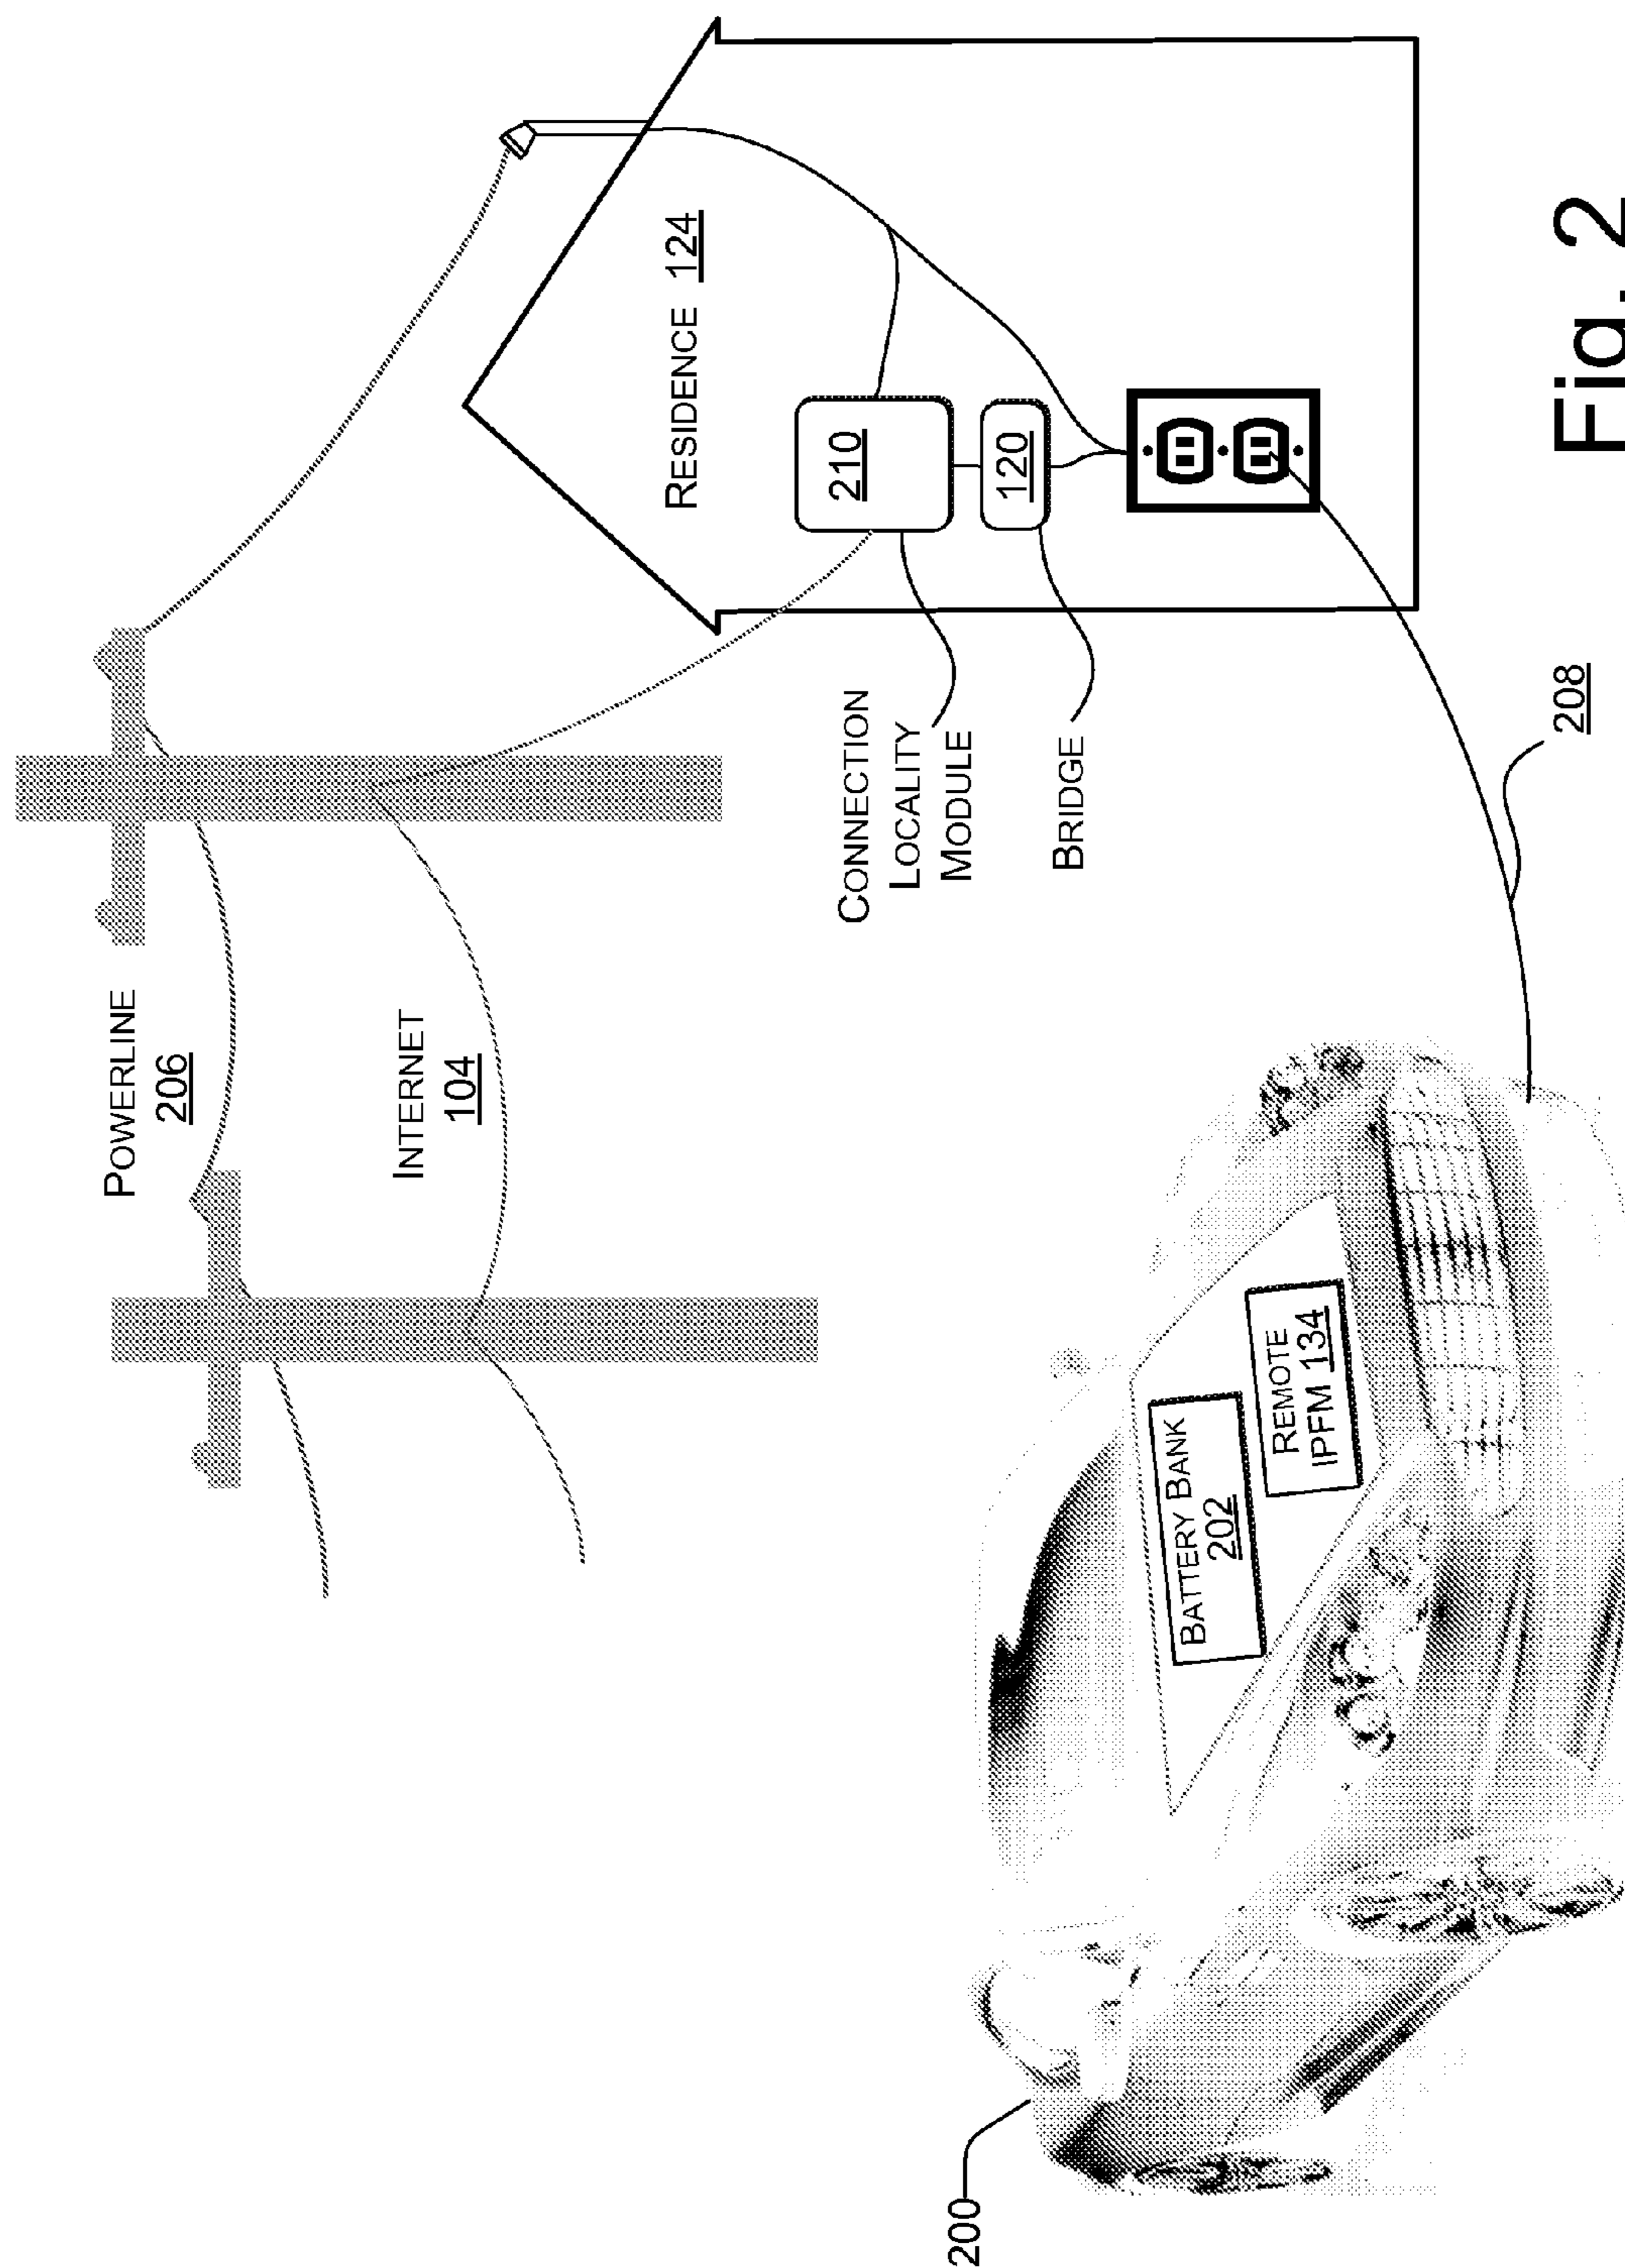 POWERLINE
206
INTERNET
104
RESIDENCE 124
210
120
CONNECTION
LOCALITY
MODULE
BRIDGE
BATTERY BANK
202
REMOTE
IPFM 134
208
200
Fig. 2